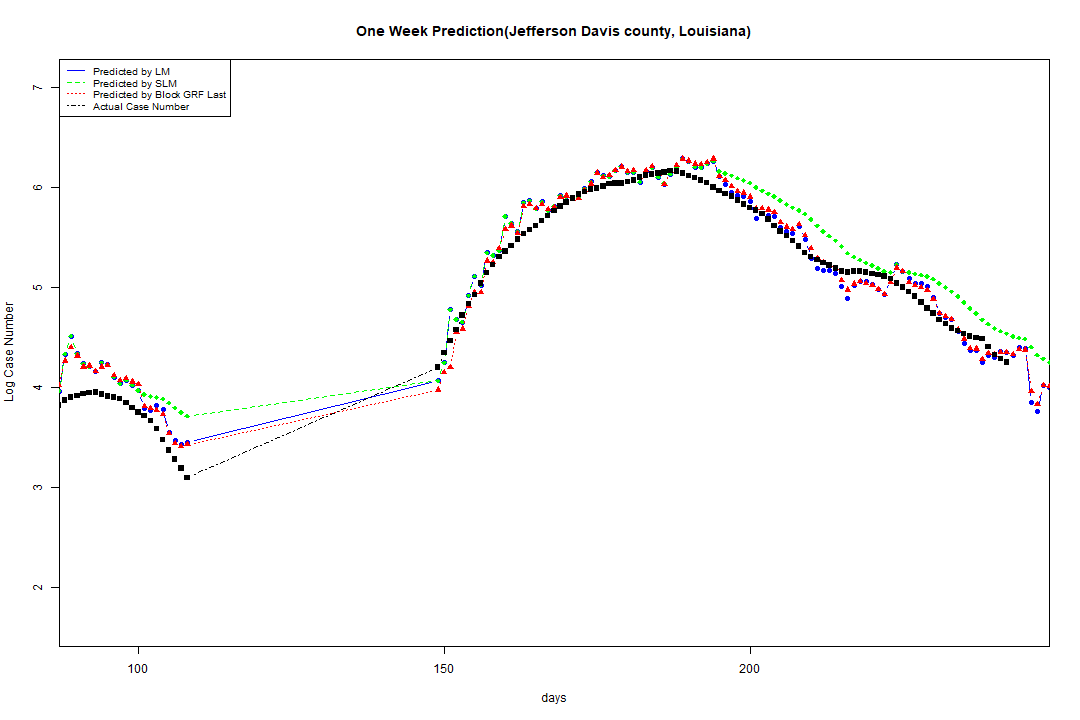 One Week Prediction(Jefferson Davis county, Louisiana)
Predicted by LM
Predicted by SLM
Predicted by Block GRF Last
Actual Case Number
7
6
5
4
3
2
Log Case Number
100 150 200
days